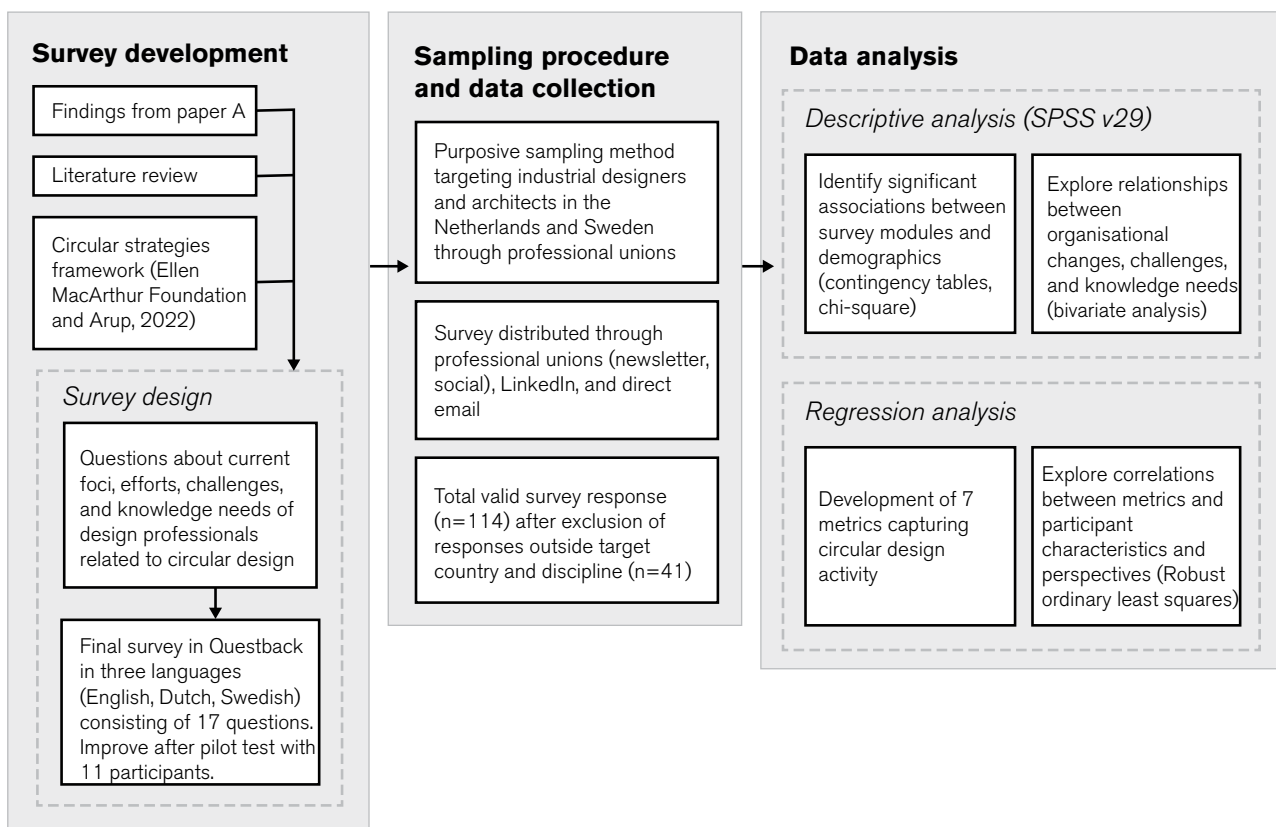 Survey development
Findings from paper A
Literature review
Circular strategies
framework (Ellen
MacArthur Foundation
and Arup, 2022)
Survey design
Questions about current
foci, efforts, challenges,
and knowledge needs of
design professionals
related to circular design
Final survey in Questback
in three languages
(English, Dutch, Swedish)
consisting of 17 questions.
Improve after pilot test with
11 participants.
Sampling procedure
and data collection
Purposive sampling method
targeting industrial designers
and architects in the
Netherlands and Sweden
through professional unions
Survey distributed through
professional unions (newsletter,
social), LinkedIn, and direct
email
Total valid survey response
(n=114) after exclusion of
responses outside target
country and discipline (n=41)
Data analysis
Descriptive analysis (SPSS v29)
Identify significant
associations between
survey modules and
demographics
(contingency tables,
chi-square)
Explore relationships
between
organisational
changes, challenges,
and knowledge needs
(bivariate analysis)
Regression analysis
Development of 7
metrics capturing
circular design
activity
Explore correlations
between metrics and
participant
characteristics and
perspectives (Robust
ordinary least squares)